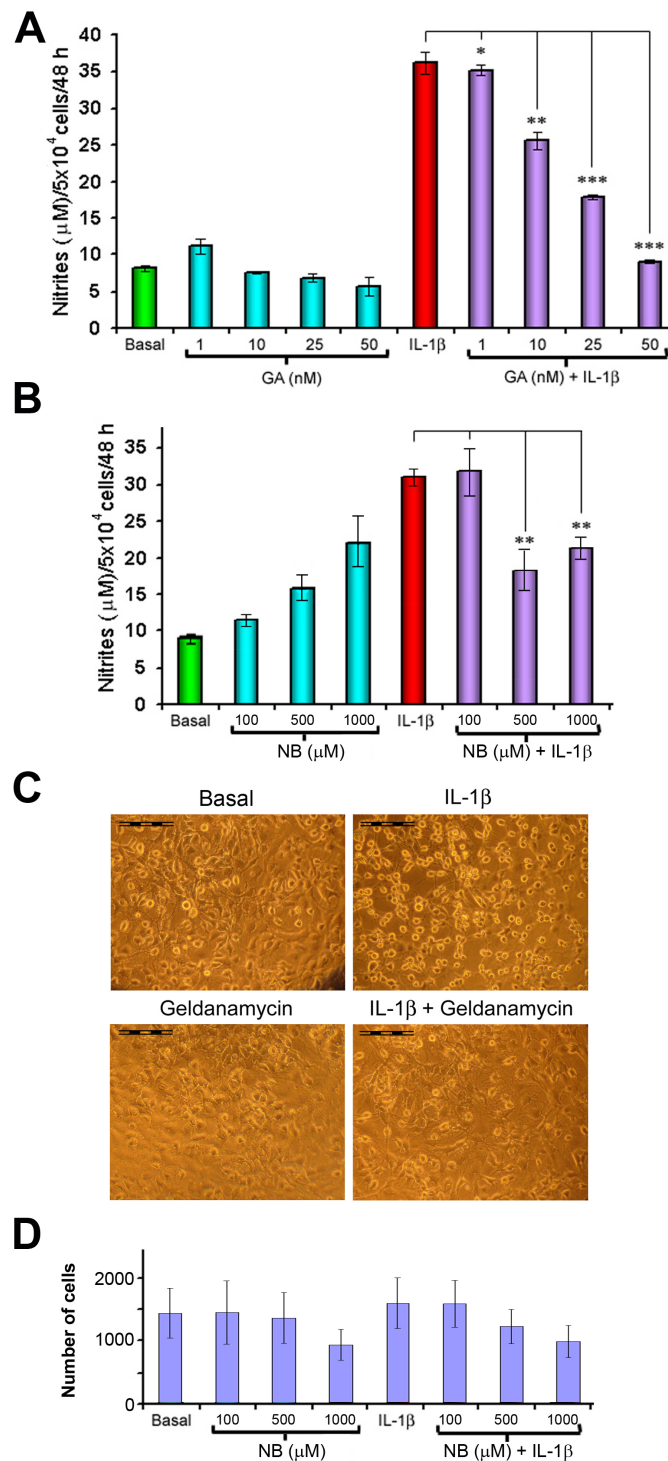 A
Nitrites (μM)/5x10⁴ cells/48 h
40
35
30
25
20
15
10
5
0
* ** *** ***
Basal 1 10 25 50 IL-1β 1 10 25 50
GA (nM) GA (nM) + IL-1β
B
Nitrites (μM)/5x10⁴ cells/48 h
35
30
25
20
15
10
5
0
** **
Basal 100 500 1000 IL-1β 100 500 1000
NB (μM) NB (μM) + IL-1β
C
Basal IL-1β
Geldanamycin IL-1β + Geldanamycin
D
Number of cells
2000
1000
0
Basal 100 500 1000 IL-1β 100 500 1000
NB (μM) NB (μM) + IL-1β